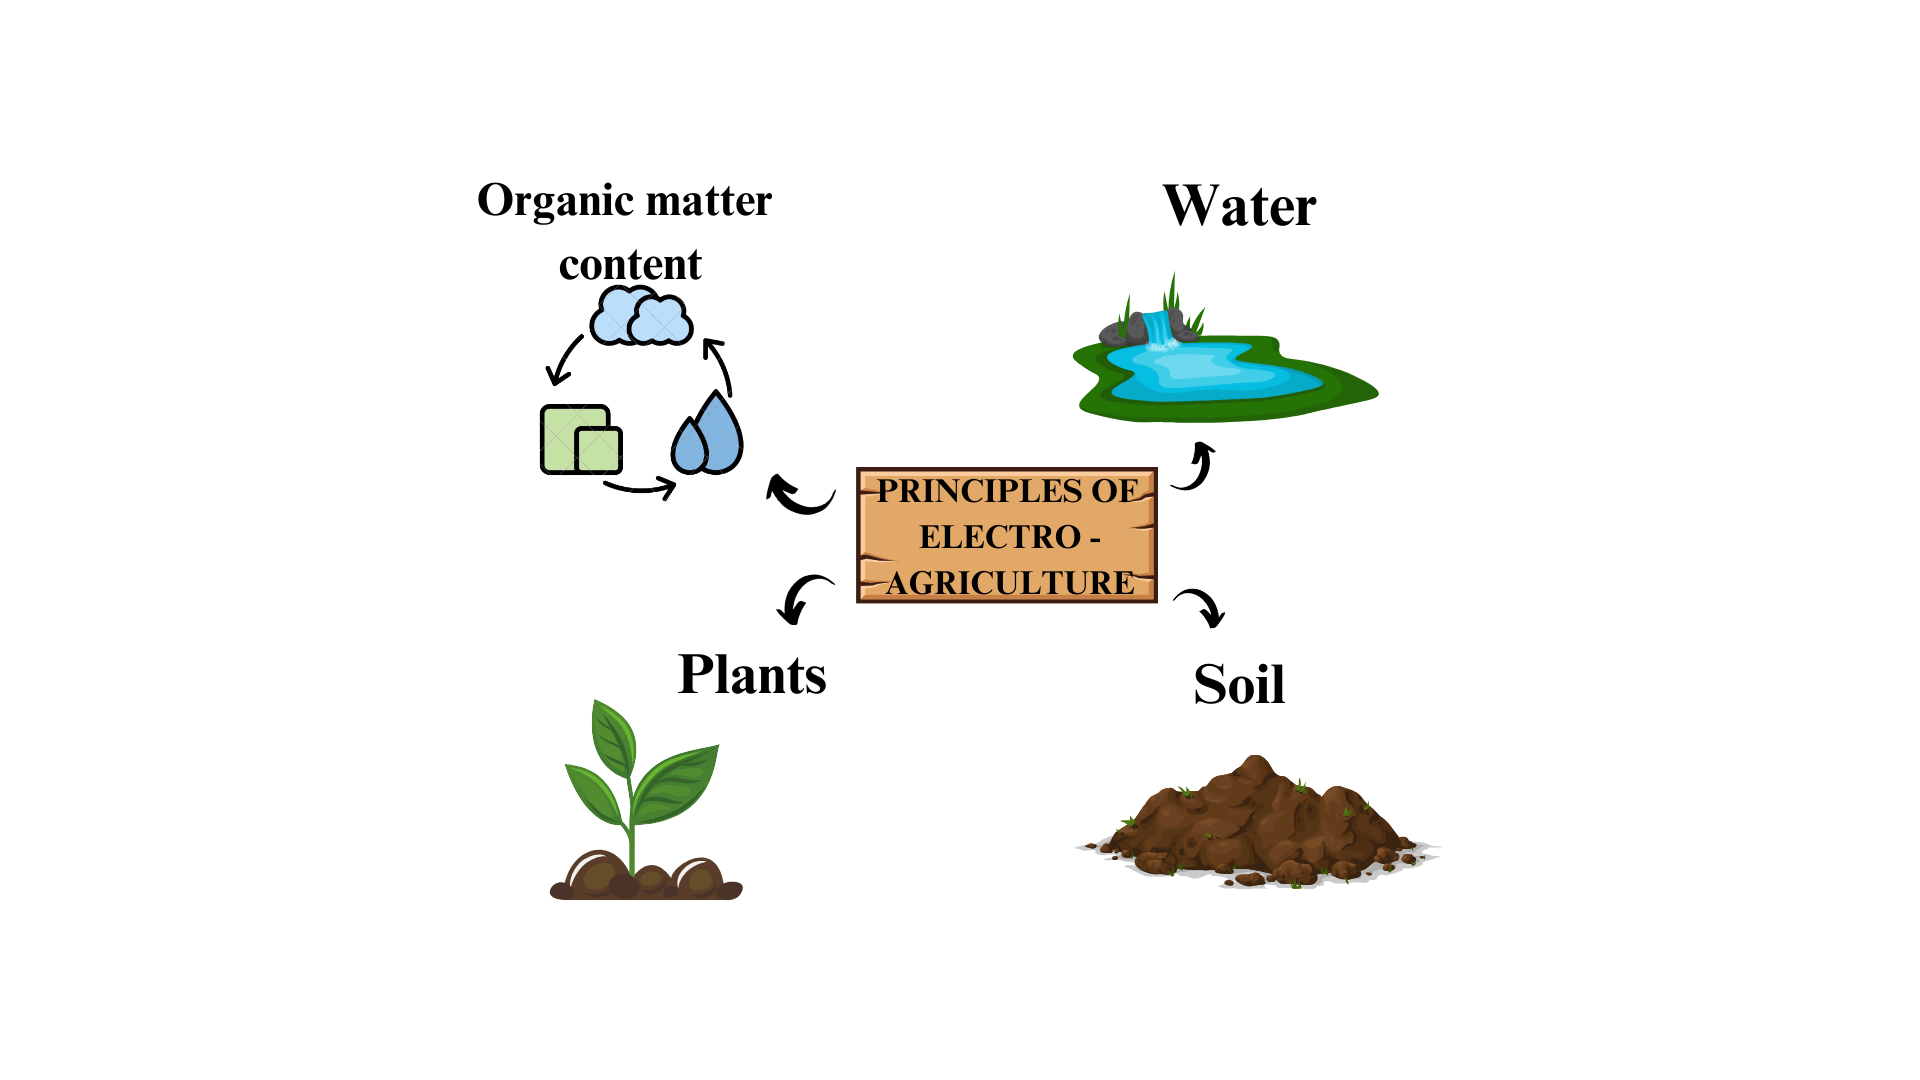 Organic matter
content
Water
PRINCIPLES OF
ELECTRO -
AGRICULTURE
Plants
Soil